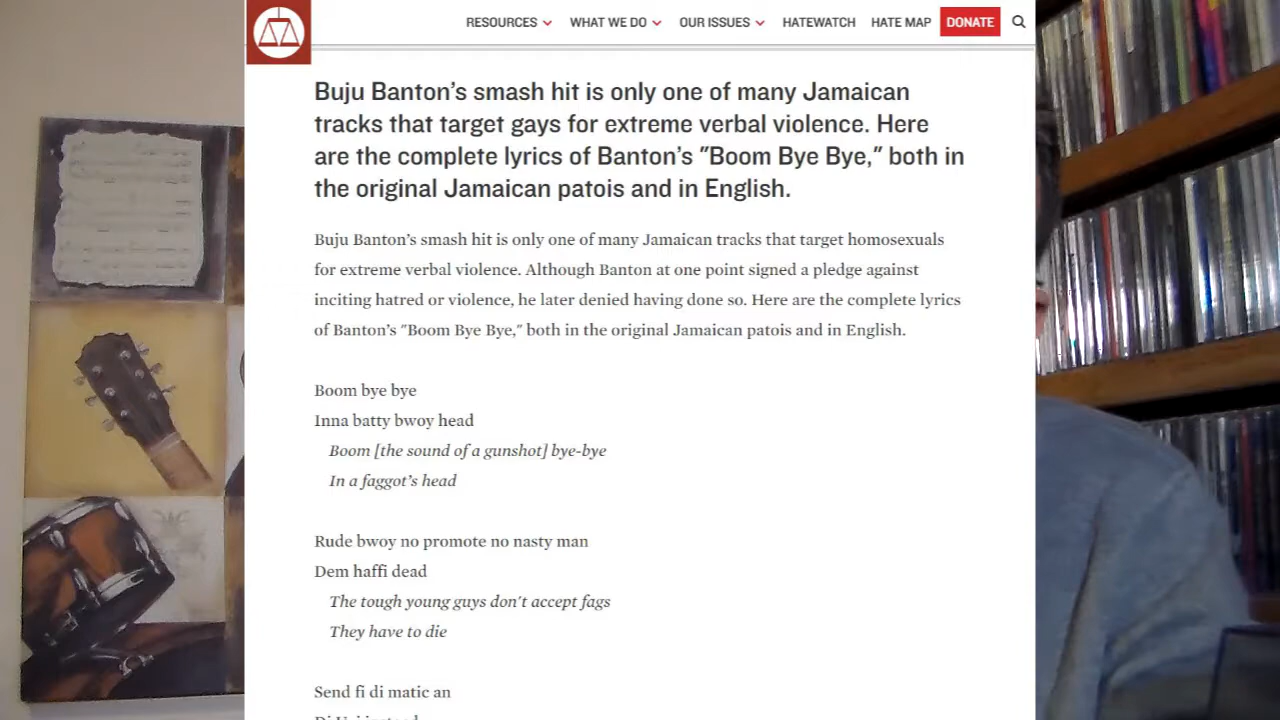 RESOURCES WHAT WE DO OUR ISSUES HATEWATCH HATE MAP DONATE
Buju Banton's smash hit is only one of many Jamaican
tracks that target gays for extreme verbal violence. Here
are the complete lyrics of Banton's "Boom Bye Bye," both in
the original Jamaican patois and in English.
Buju Banton's smash hit is only one of many Jamaican tracks that target homosexuals
for extreme verbal violence. Although Banton at one point signed a pledge against
inciting hatred or violence, he later denied having done so. Here are the complete lyrics
of Banton's "Boom Bye Bye," both in the original Jamaican patois and in English.
Boom bye bye
Inna batty bwoy head
Boom [the sound of a gunshot] bye-bye
In a faggot's head
Rude bwoy no promote no nasty man
Dem haffi dead
The tough young guys don't accept fags
They have to die
Send fi di matic an